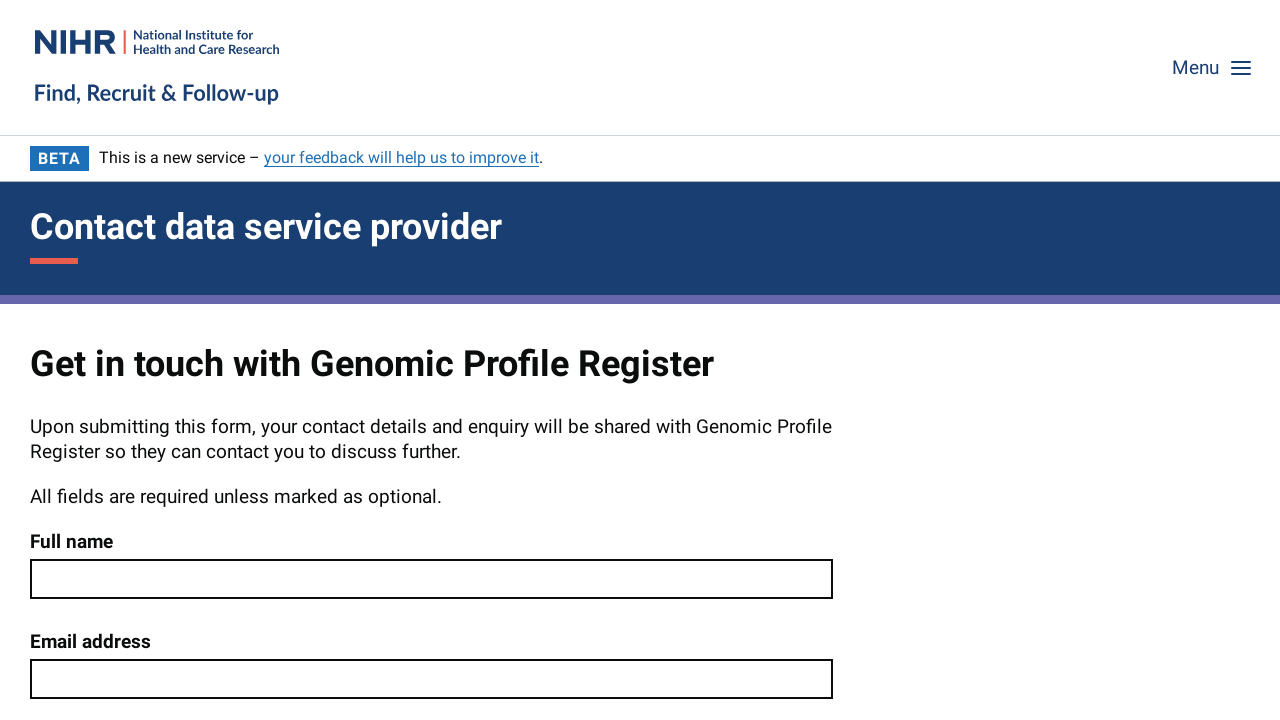 NIHR | National Institute for
Health and Care Research
Find, Recruit & Follow-up
Menu
BETA This is a new service – your feedback will help us to improve it.
Contact data service provider
Get in touch with Genomic Profile Register
Upon submitting this form, your contact details and enquiry will be shared with Genomic Profile
Register so they can contact you to discuss further.
All fields are required unless marked as optional.
Full name
Email address